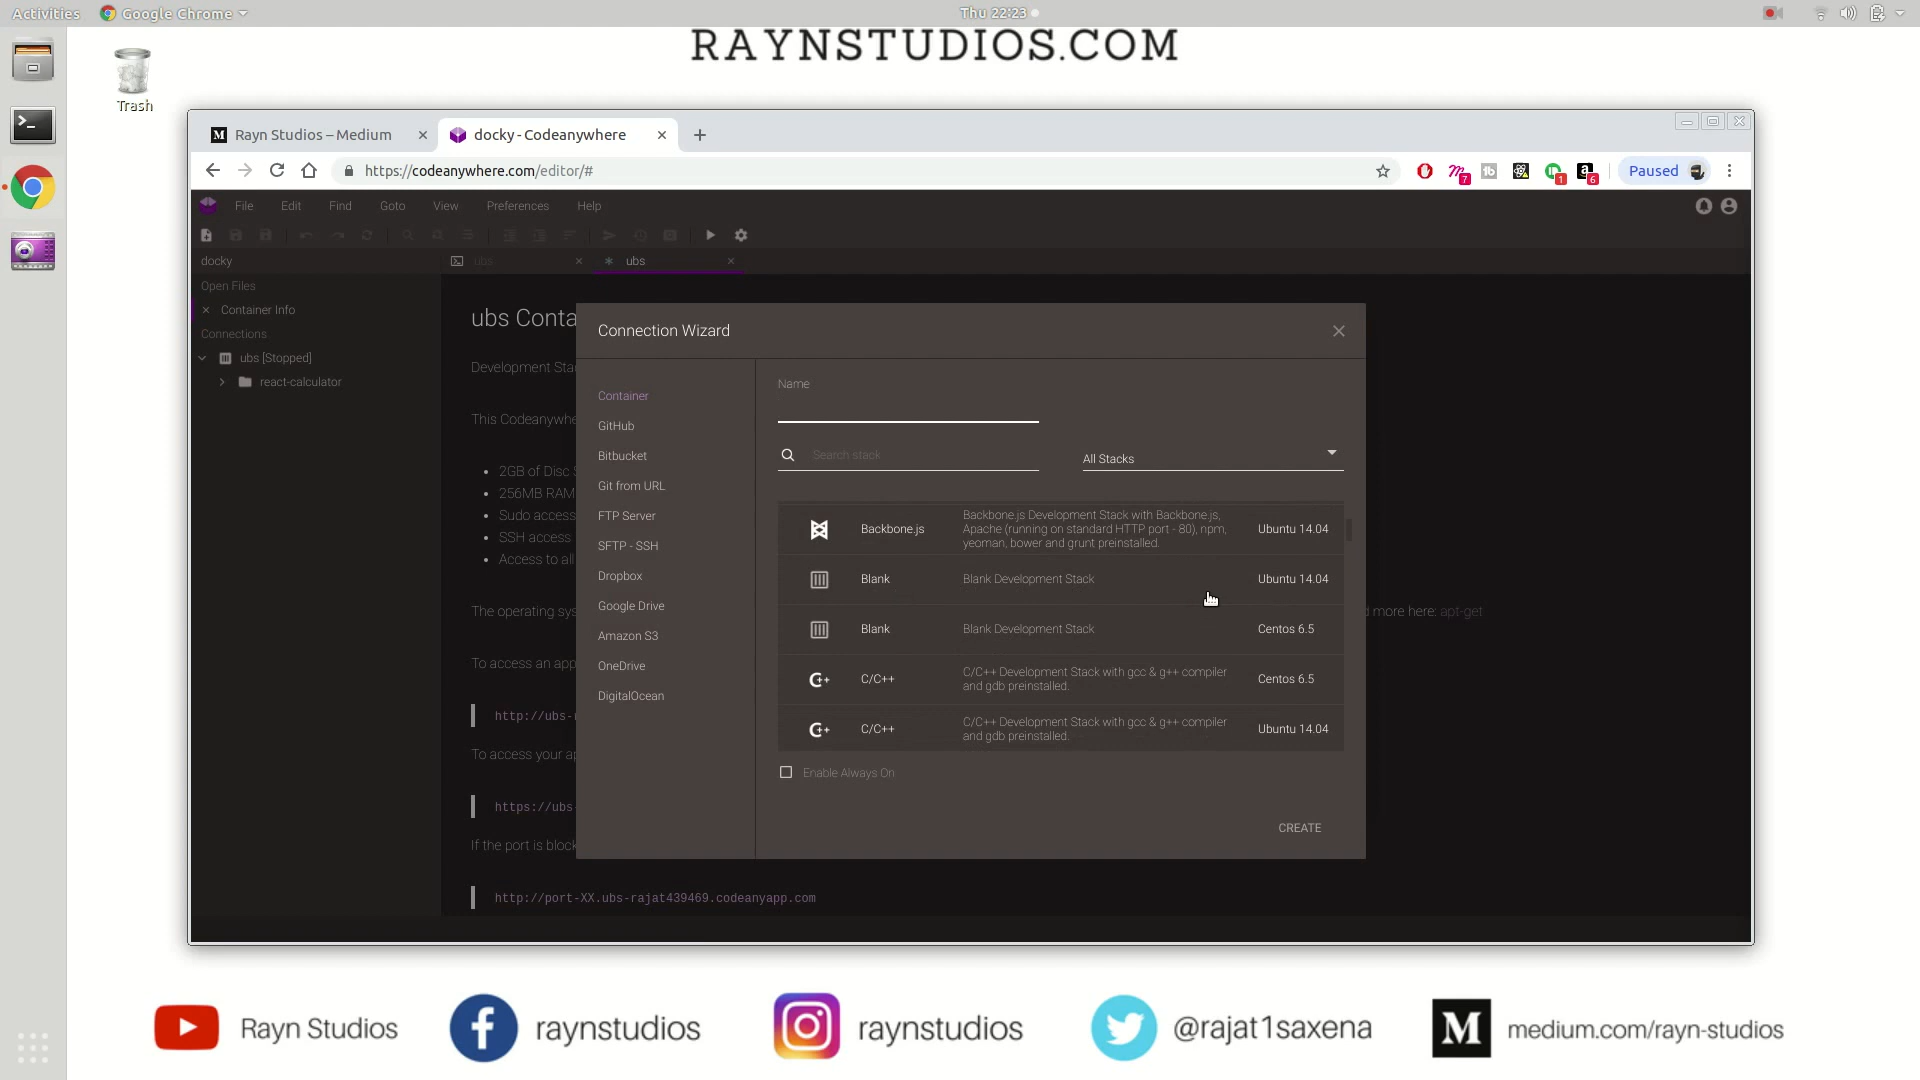 Activities
Google Chrome
Thu 22:23
RAYNSTUDIOS.COM
Trash
Rayn Studios – Medium
docky - Codeanywhere
https://codeanywhere.com/editor/#
7
1
6
Paused
File Edit Find Goto View Preferences Help
docky
ubs
ubs
Open Files
Container Info
Connections
ubs [Stopped]
react-calculator
ubs Conta
Development Sta
This Codeanywhe
2GB of Disc S
256MB RAM
Sudo access
SSH access
Access to all
The operating sys
d more here: apt-get
To access an app
http://ubs-r
To access your ap
https://ubs-
If the port is block
http://port-XX.ubs-rajat439469.codeanyapp.com
Connection Wizard
Container
GitHub
Bitbucket
Git from URL
FTP Server
SFTP - SSH
Dropbox
Google Drive
Amazon S3
OneDrive
DigitalOcean
Name
Search stack
All Stacks
Backbone.js
Backbone.js Development Stack with Backbone.js,
Apache (running on standard HTTP port - 80), npm,
yeoman, bower and grunt preinstalled.
Ubuntu 14.04
Blank
Blank Development Stack
Ubuntu 14.04
Blank
Blank Development Stack
Centos 6.5
C/C++
C/C++ Development Stack with gcc & g++ compiler
and gdb preinstalled.
Centos 6.5
C/C++
C/C++ Development Stack with gcc & g++ compiler
and gdb preinstalled.
Ubuntu 14.04
Enable Always On
CREATE
Rayn Studios
raynstudios
raynstudios
@rajat1saxena
medium.com/rayn-studios